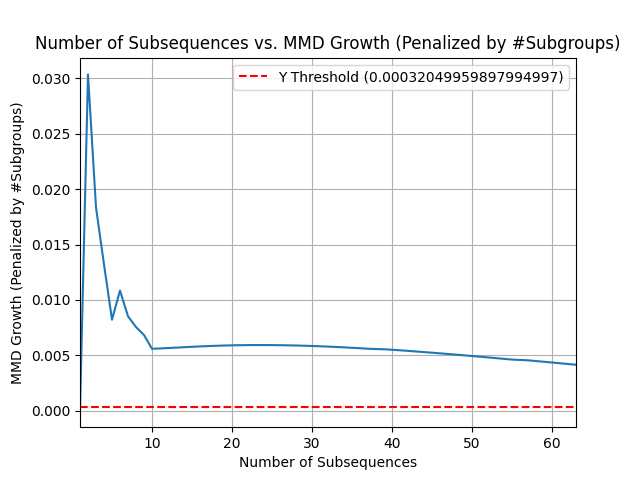 Number of Subsequences vs. MMD Growth (Penalized by #Subgroups)
Y Threshold (0.00032049959897994997)
MMD Growth (Penalized by #Subgroups)
0.030
0.025
0.020
0.015
0.010
0.005
0.000
10 20 30 40 50 60
Number of Subsequences